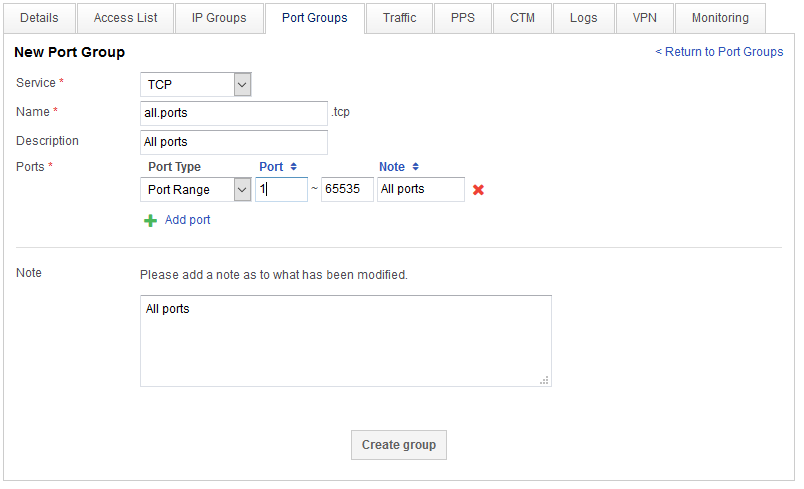 Details Access List IP Groups Port Groups Traffic PPS CTM Logs VPN Monitoring
New Port Group < Return to Port Groups
Service * TCP
Name * all.ports .tcp
Description All ports
Ports * Port Type Port Note
Port Range 1 ~ 65535 All ports
Add port
Note Please add a note as to what has been modified.
All ports
Create group